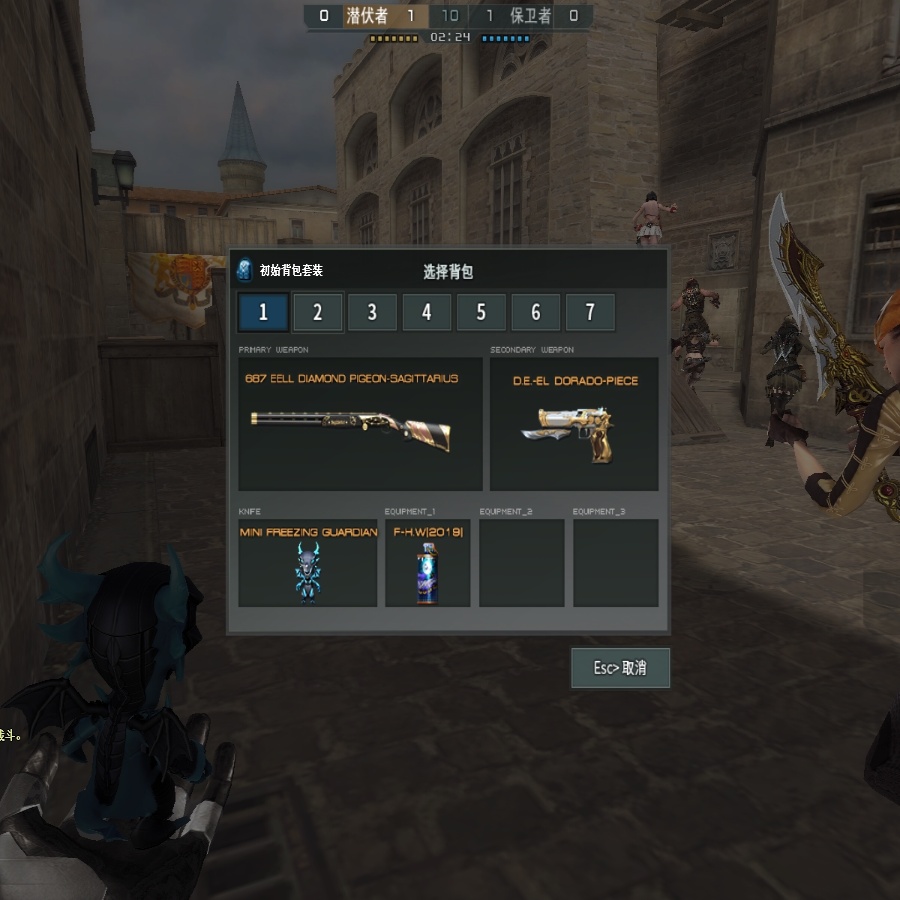 0 潜伏者 1 10 1 保卫者 0
02:24
初始背包套装
选择背包
1 2 3 4 5 6 7
PRIMARY WEAPON SECONDARY WEAPON
687 EELL DIAMOND PIGEON-SAGITTARIUS
D.E.-EL DORADO-PIECE
KNIFE EQUIPMENT_1 EQUIPMENT_2 EQUIPMENT_3
MINI FREEZING GUARDIAN F-H.W[2019]
Esc>取消
斗。